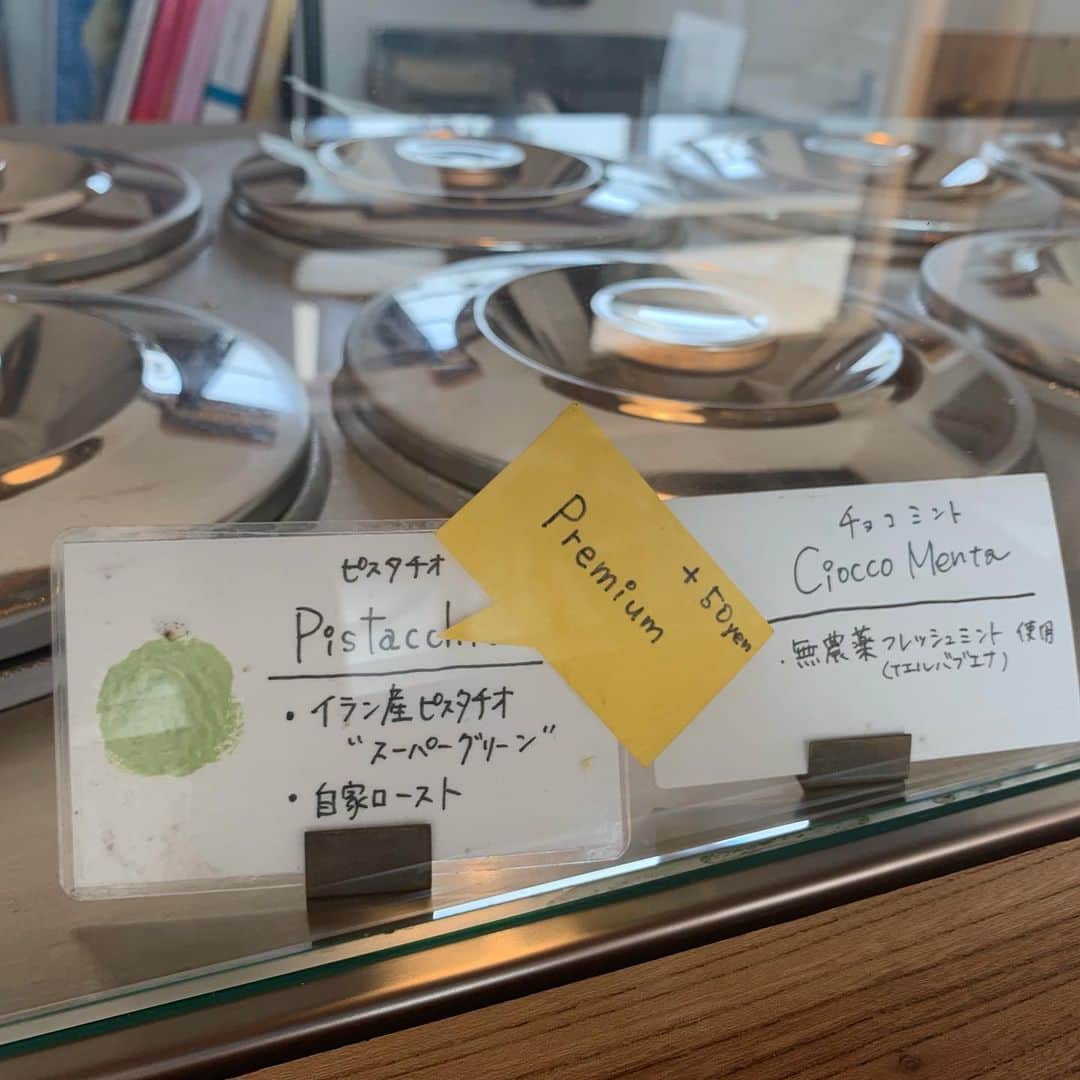 ピスタチオ
Pistacchi
・イラン産ピスタチオ
"スーパーグリーン"
・自家ロースト
Premium
+50yen
チョコミント
Ciocco Menta
・無農薬フレッシュミント 使用
(イエルバブエナ)